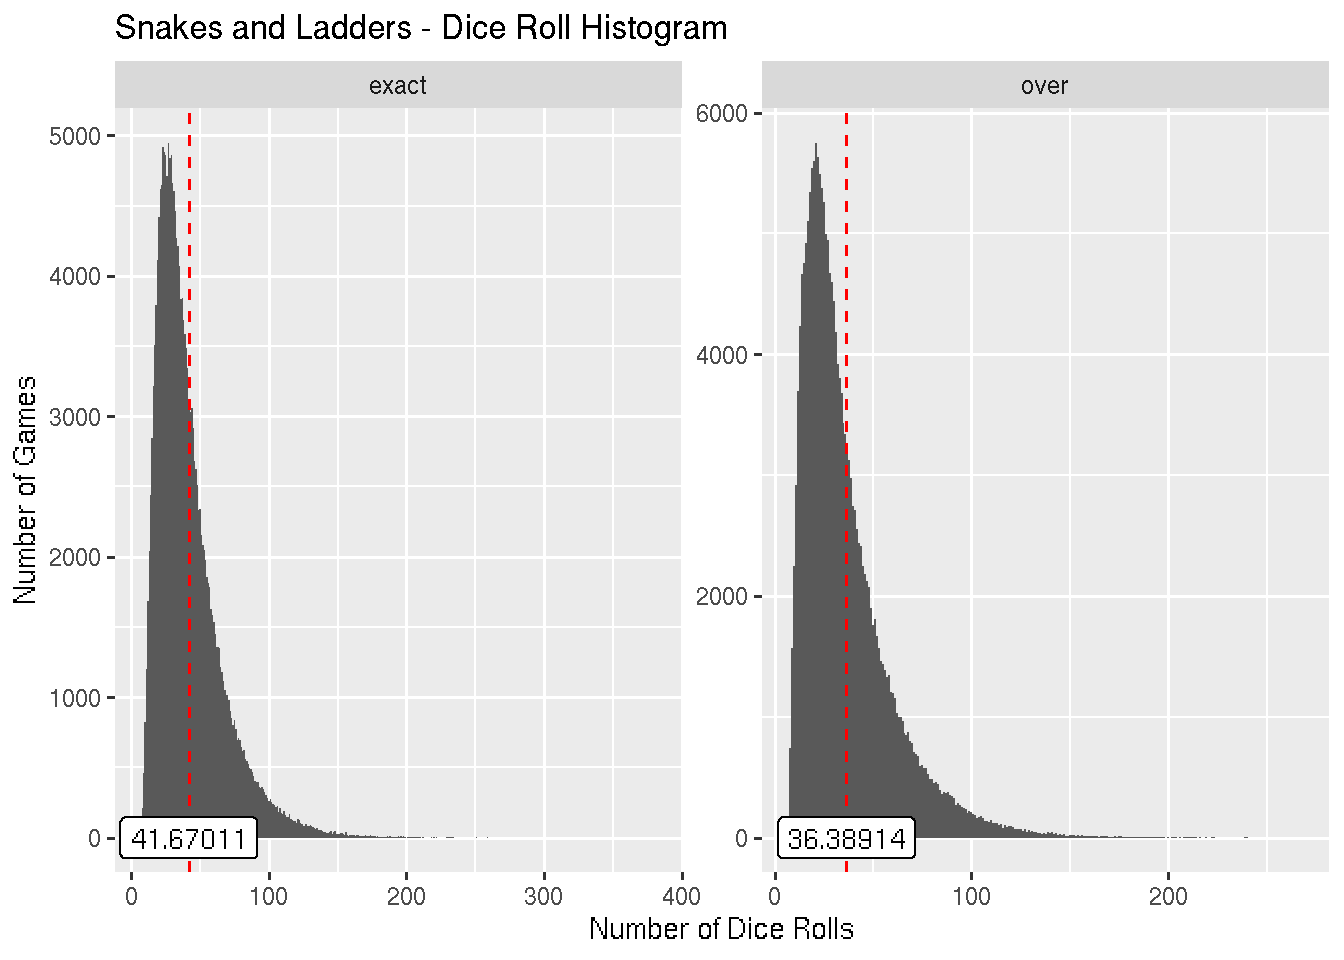 Snakes and Ladders - Dice Roll Histogram
exact
over
Number of Games
5000
4000
3000
2000
1000
0
6000
4000
2000
0
41.67011
36.38914
0 100 200 300 400
0 100 200
Number of Dice Rolls